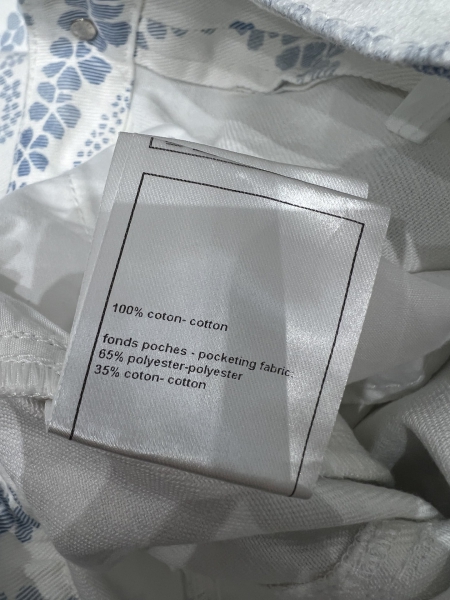 100% coton- cotton
fonds poches - pocketing fabric:
65% polyester-polyester
35% coton- cotton